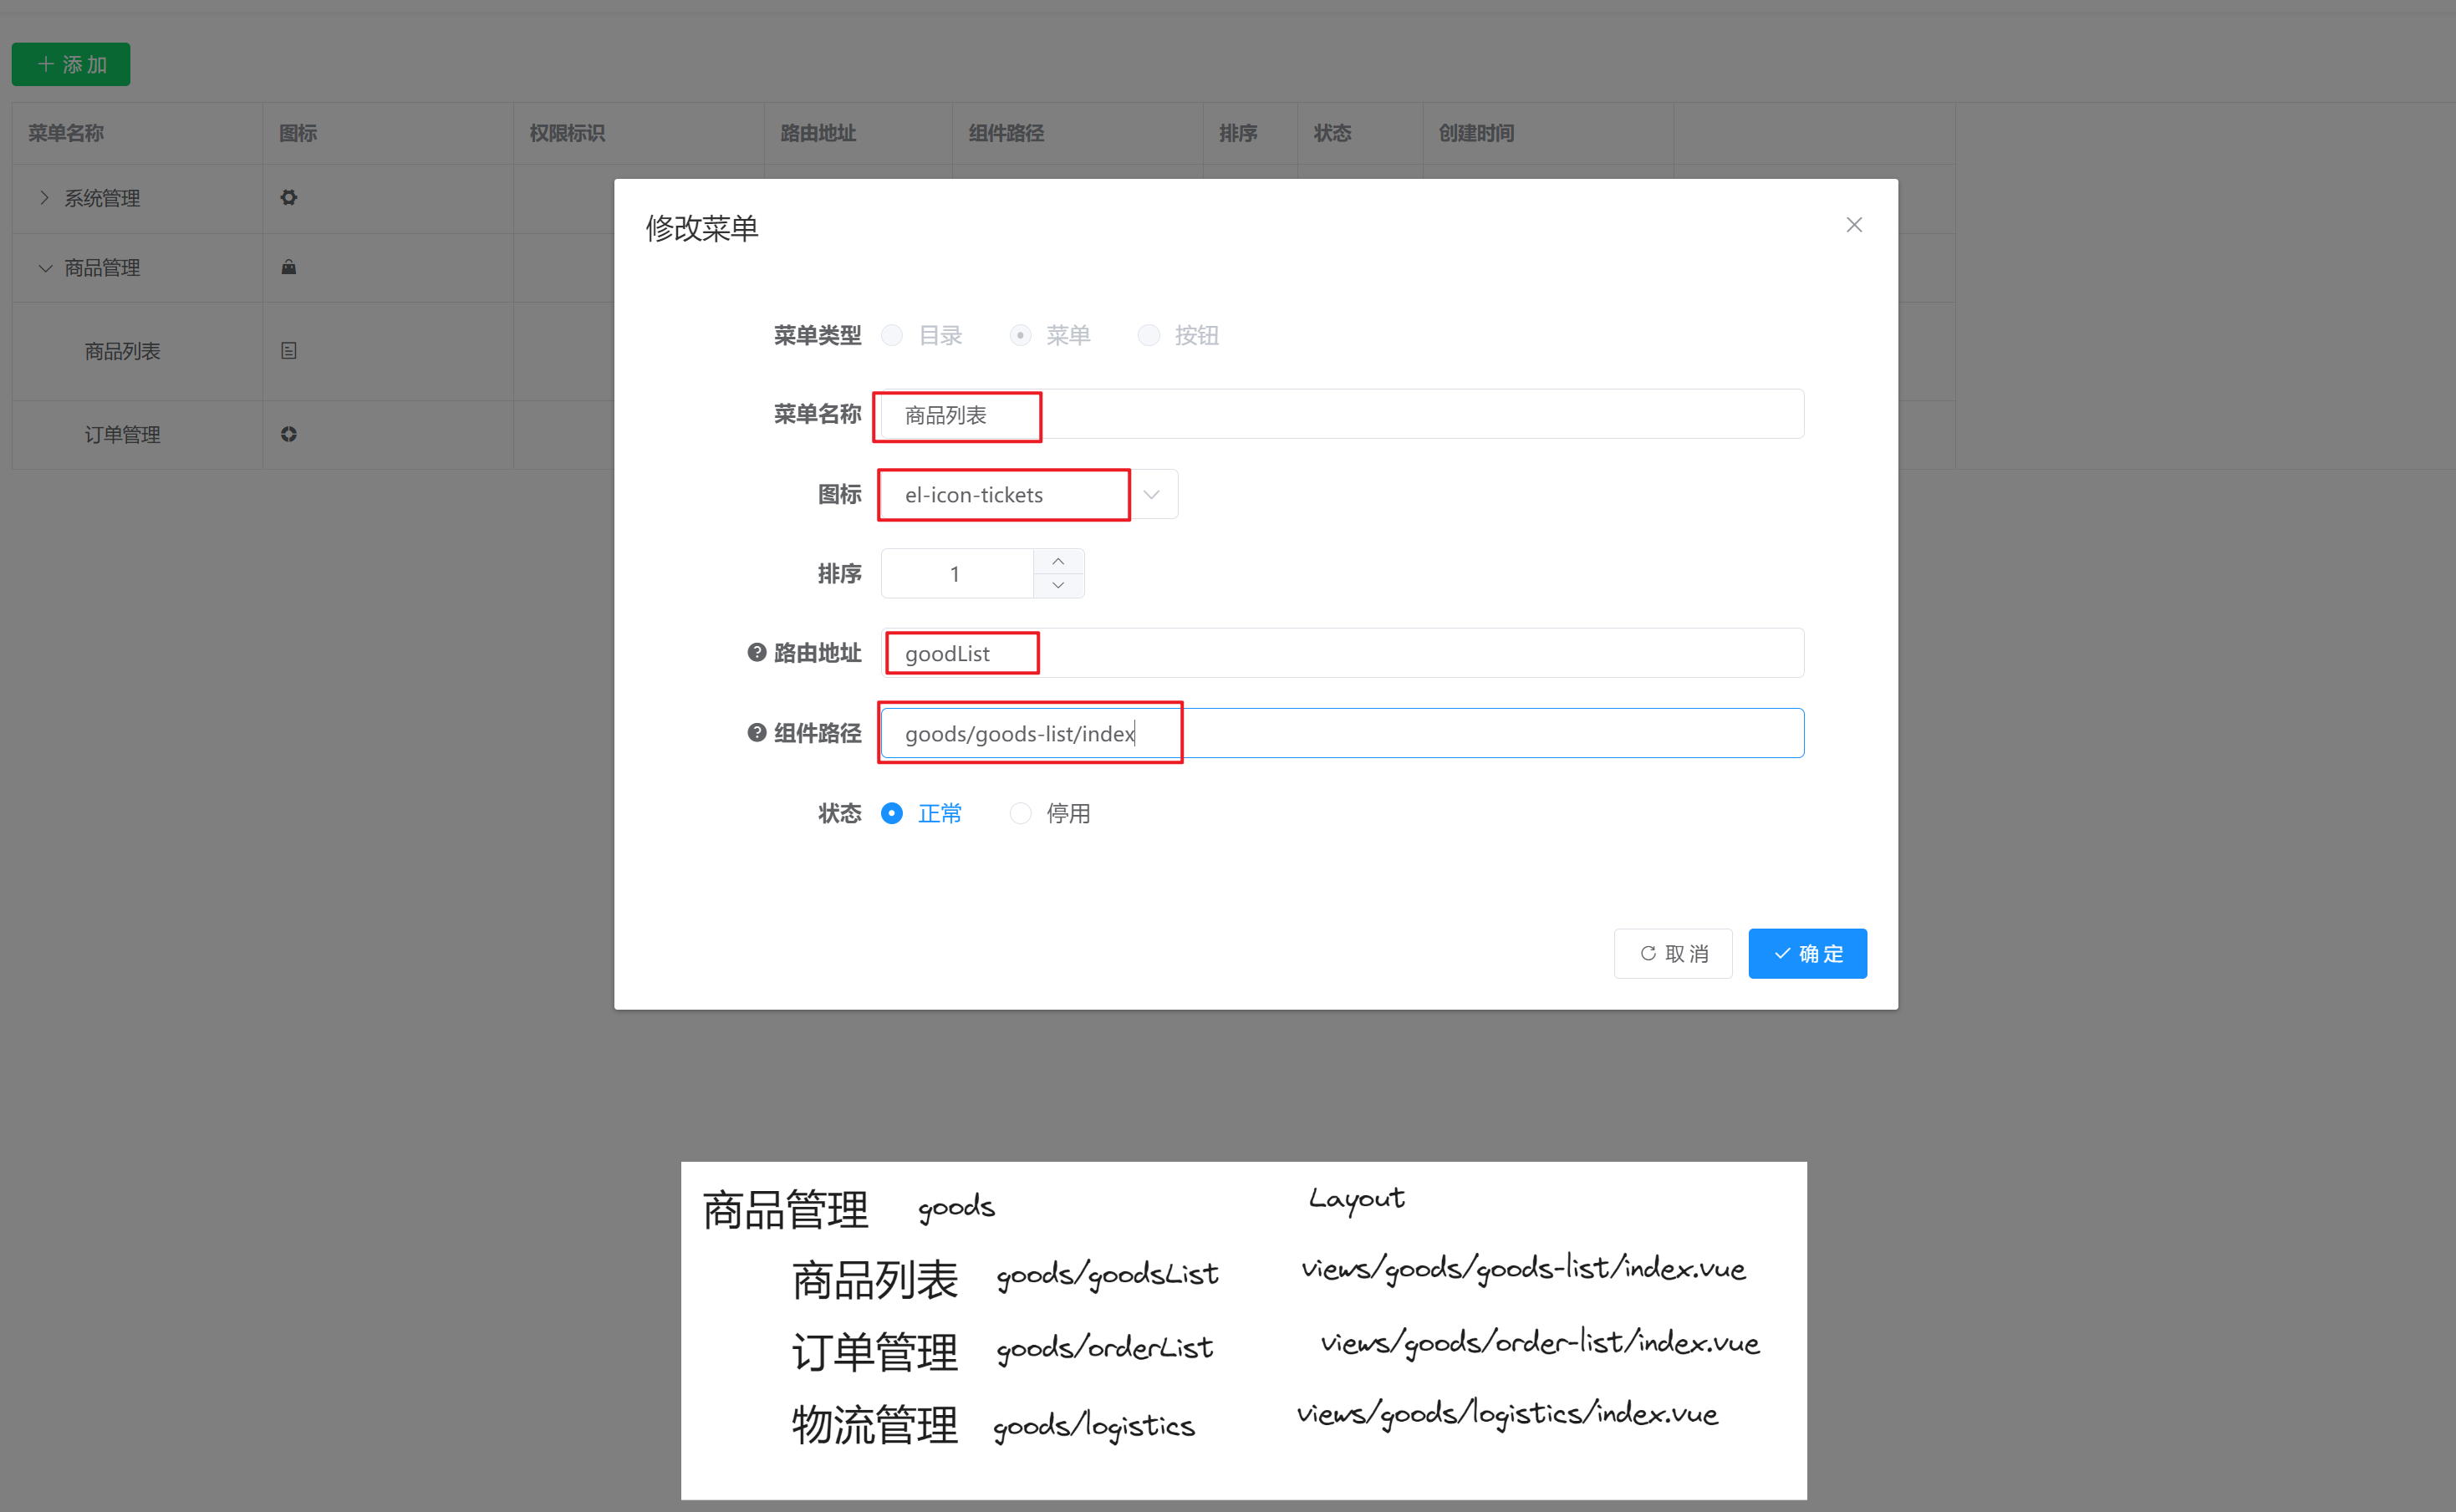 添 加
菜单名称 图标 权限标识 路由地址 组件路径 排序 状态 创建时间
系统管理
商品管理
商品列表
订单管理
修改菜单
菜单类型 目录 菜单 按钮
菜单名称 商品列表
图标 el-icon-tickets
排序 1
路由地址 goodList
组件路径 goods/goods-list/index
状态 正常 停用
取 消 确 定
商品管理 goods Layout
商品列表 goods/goodsList views/goods/goods-list/index.vue
订单管理 goods/orderList views/goods/order-list/index.vue
物流管理 goods/logistics views/goods/logistics/index.vue